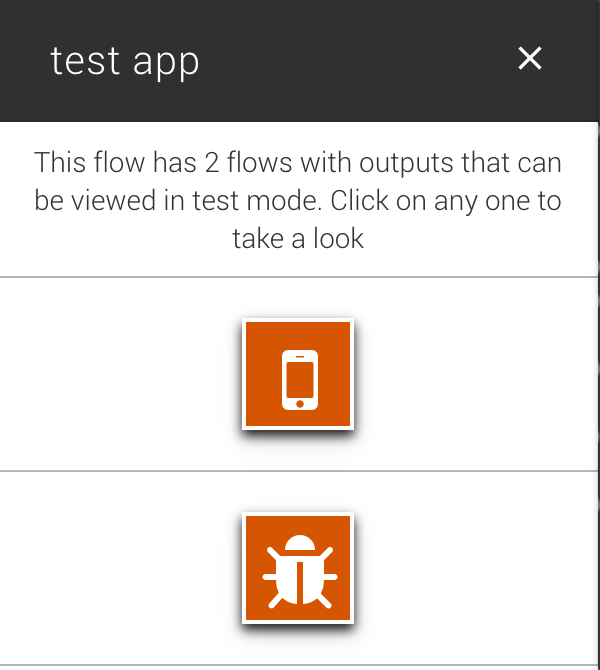 test app
This flow has 2 flows with outputs that can
be viewed in test mode. Click on any one to
take a look